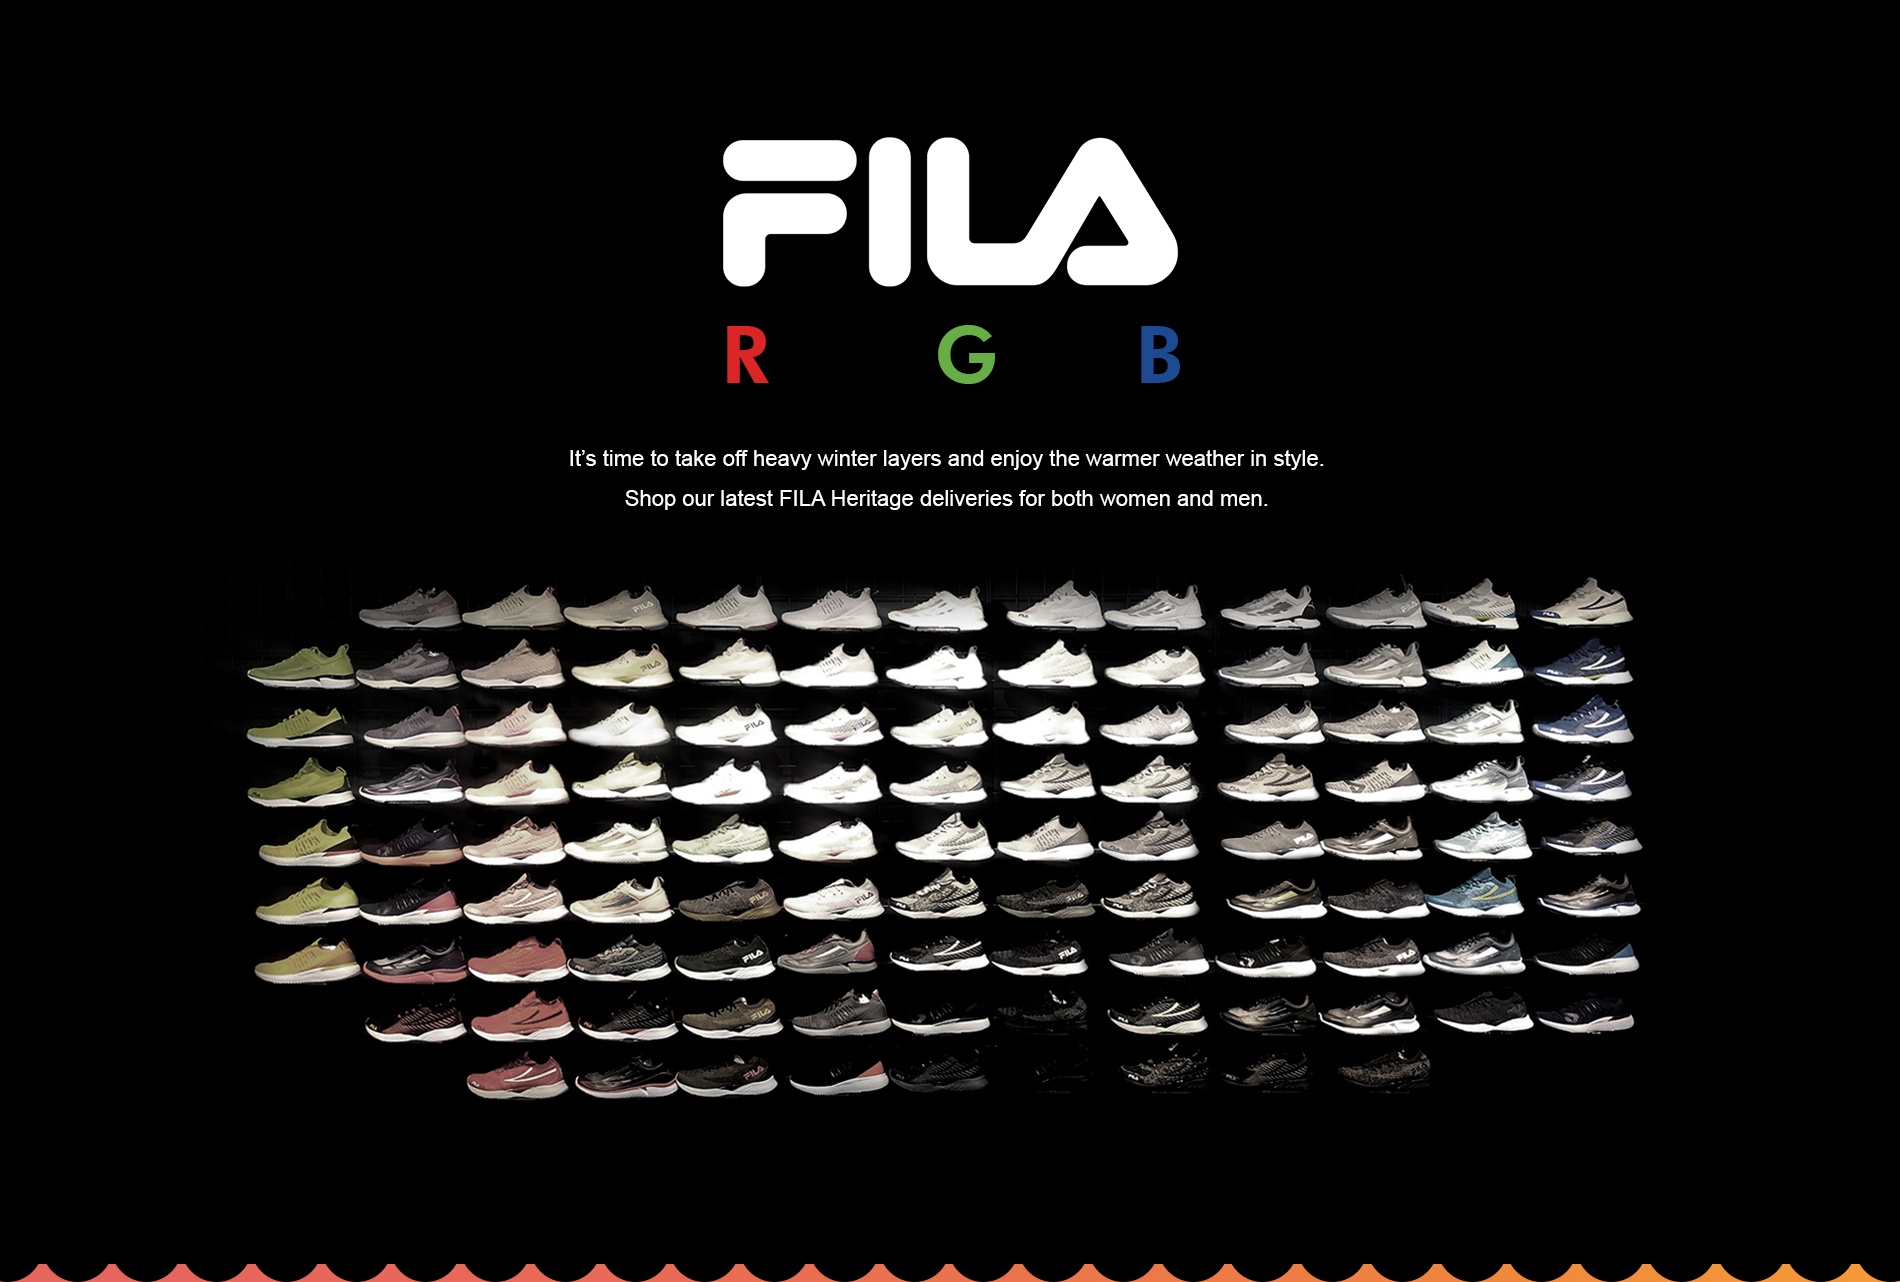 FILA
R G B
It’s time to take off heavy winter layers and enjoy the warmer weather in style.
Shop our latest FILA Heritage deliveries for both women and men.